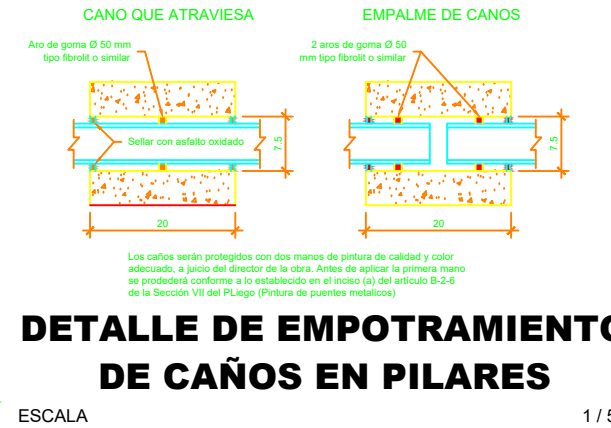 CANO QUE ATRAVIESA
EMPALME DE CANOS
Aro de goma Ø 50 mm
tipo fibrolit o similar
2 aros de goma Ø 50
mm tipo fibrolit o similar
Sellar con asfalto oxidado
7.5
7.5
20
20
Los caños serán protegidos con dos manos de pintura de calidad y color
adecuado, a juicio del director de la obra. Antes de aplicar la primera mano
se prodederá conforme a lo establecido en el inciso (a) del artículo B-2-6
de la Sección VII del PLiego (Pintura de puentes metalicos)
DETALLE DE EMPOTRAMIENTO
DE CAÑOS EN PILARES
ESCALA
1 / 5